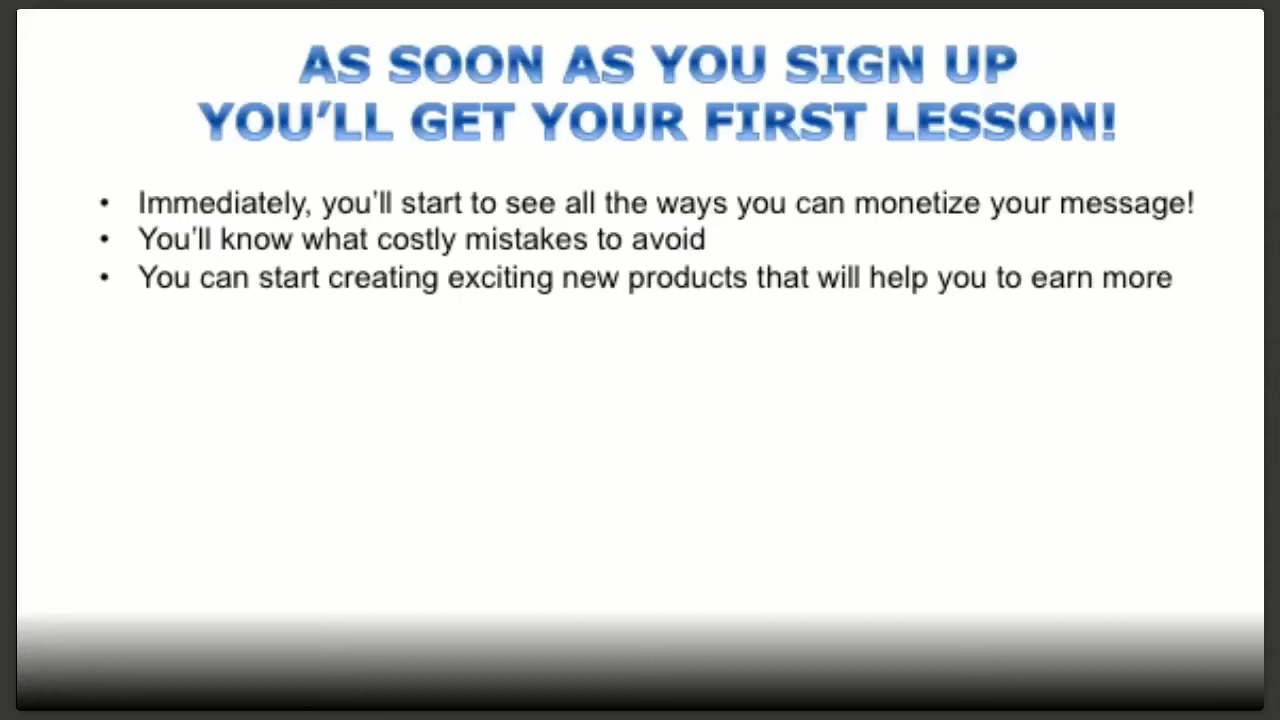 AS SOON AS YOU SIGN UP
YOU’LL GET YOUR FIRST LESSON!
• Immediately, you’ll start to see all the ways you can monetize your message!
• You’ll know what costly mistakes to avoid
• You can start creating exciting new products that will help you to earn more